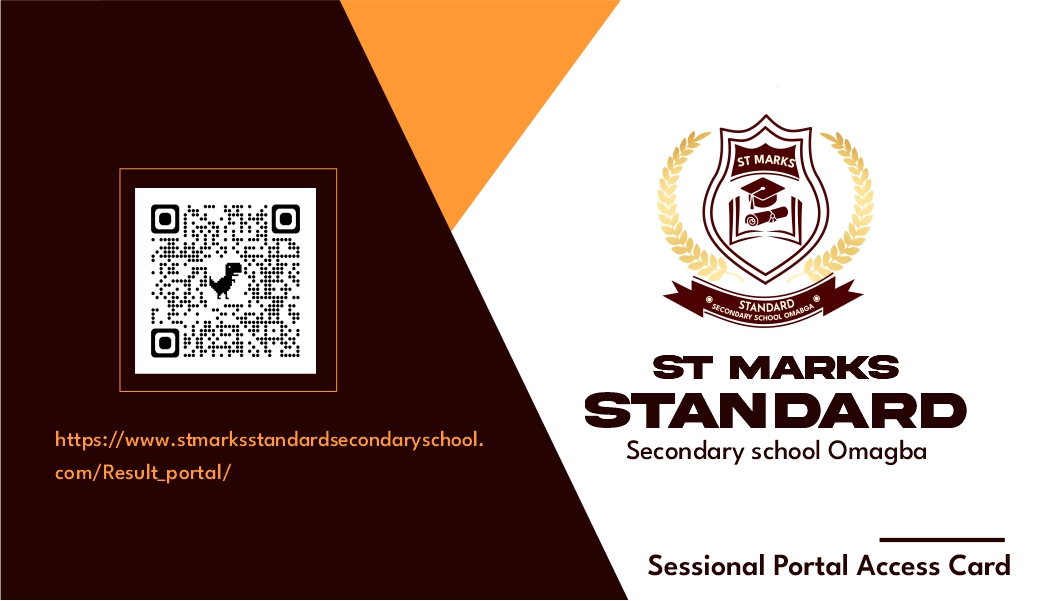 https://www.stmarksstandardsecondaryschool.
com/Result_portal/
ST MARKS
STANDARD
SECONDARY SCHOOL OMABGA
ST MARKS
STANDARD
Secondary school Omagba
Sessional Portal Access Card